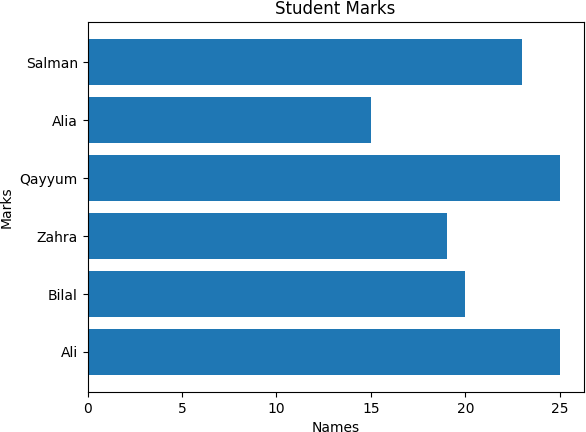 Student Marks
Salman
Alia
Qayyum
Zahra
Bilal
Ali
Marks
0 5 10 15 20 25
Names